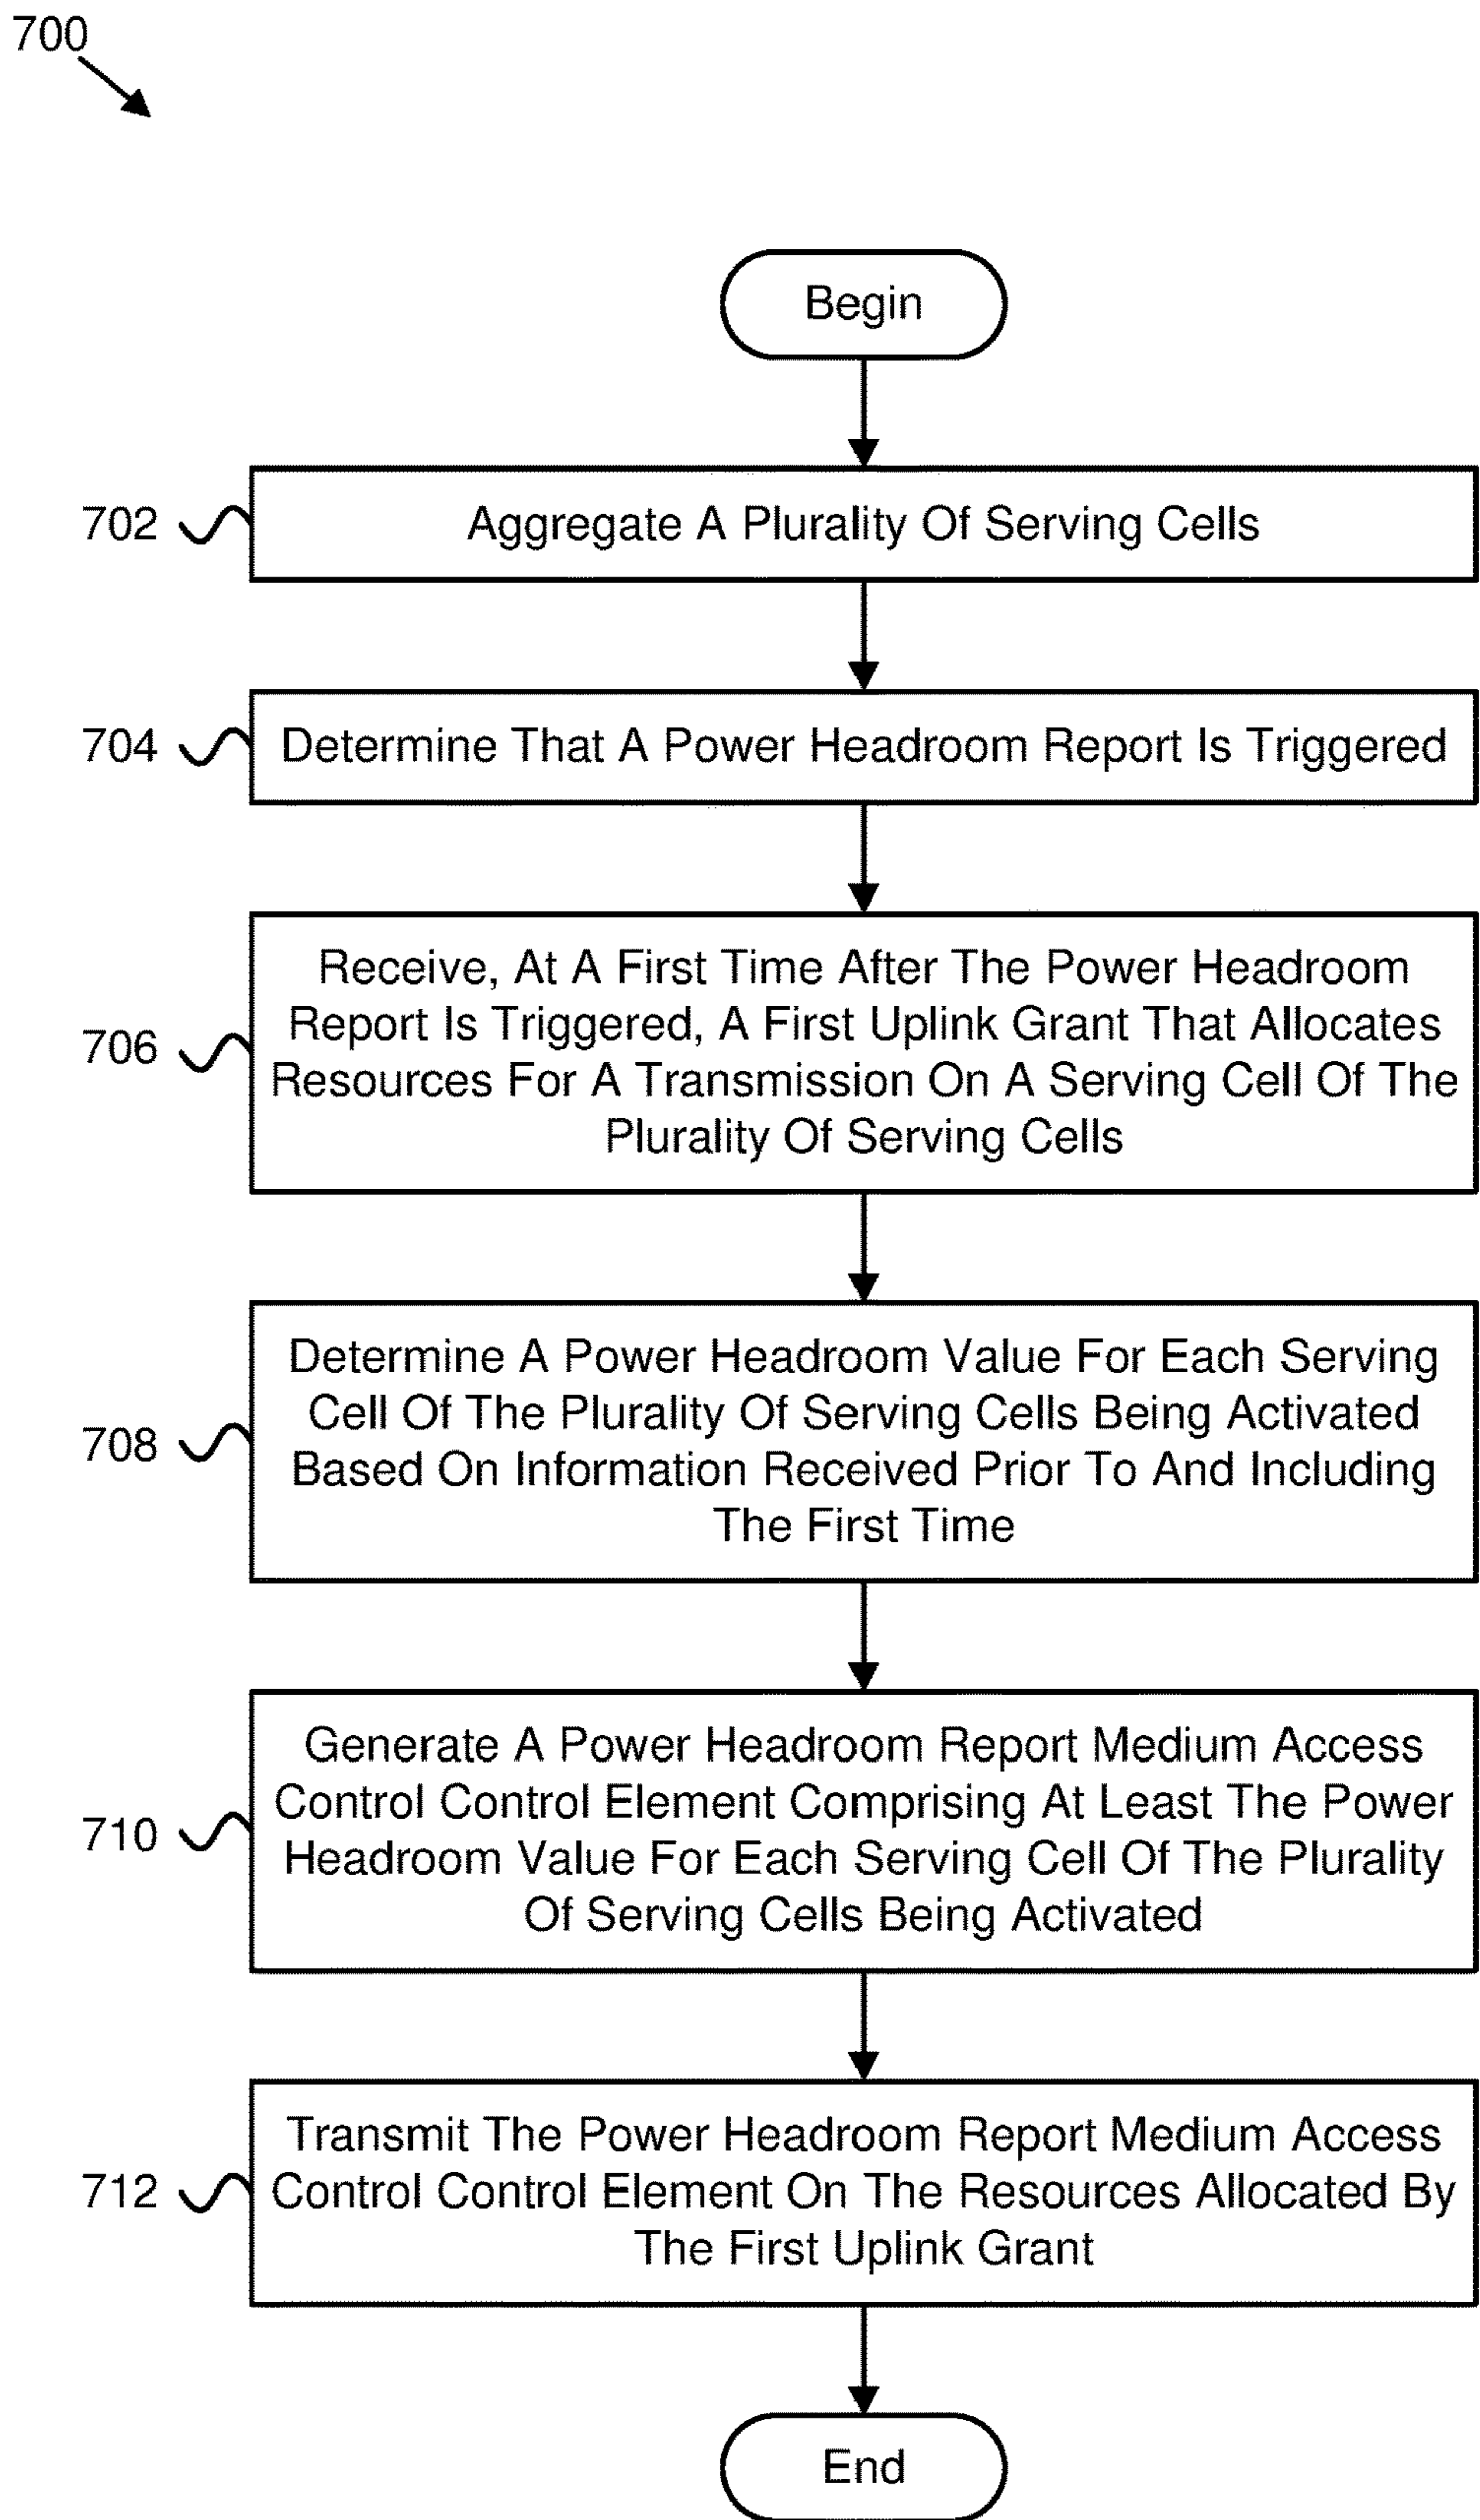 700
Begin
702
Aggregate A Plurality Of Serving Cells
704
Determine That A Power Headroom Report Is Triggered
706
Receive, At A First Time After The Power Headroom
Report Is Triggered, A First Uplink Grant That Allocates
Resources For A Transmission On A Serving Cell Of The
Plurality Of Serving Cells
708
Determine A Power Headroom Value For Each Serving
Cell Of The Plurality Of Serving Cells Being Activated
Based On Information Received Prior To And Including
The First Time
710
Generate A Power Headroom Report Medium Access
Control Control Element Comprising At Least The Power
Headroom Value For Each Serving Cell Of The Plurality
Of Serving Cells Being Activated
712
Transmit The Power Headroom Report Medium Access
Control Control Element On The Resources Allocated By
The First Uplink Grant
End